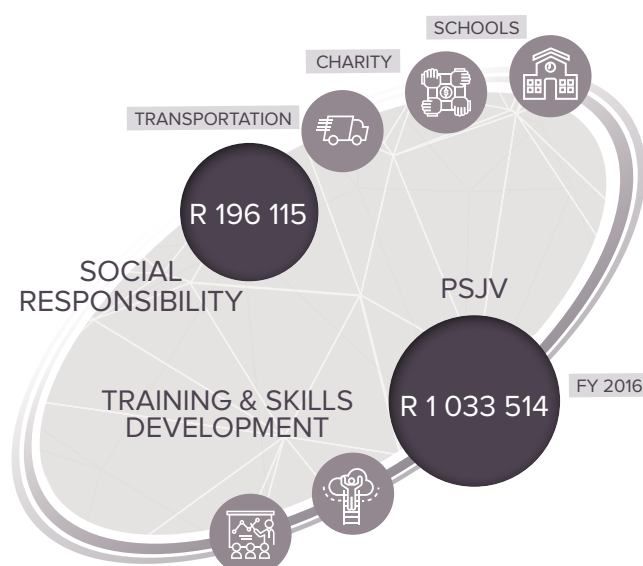 SCHOOLS
CHARITY
TRANSPORTATION
R 196 115
SOCIAL
RESPONSIBILITY
PSJV
R 1 033 514
FY 2016
TRAINING & SKILLS
DEVELOPMENT